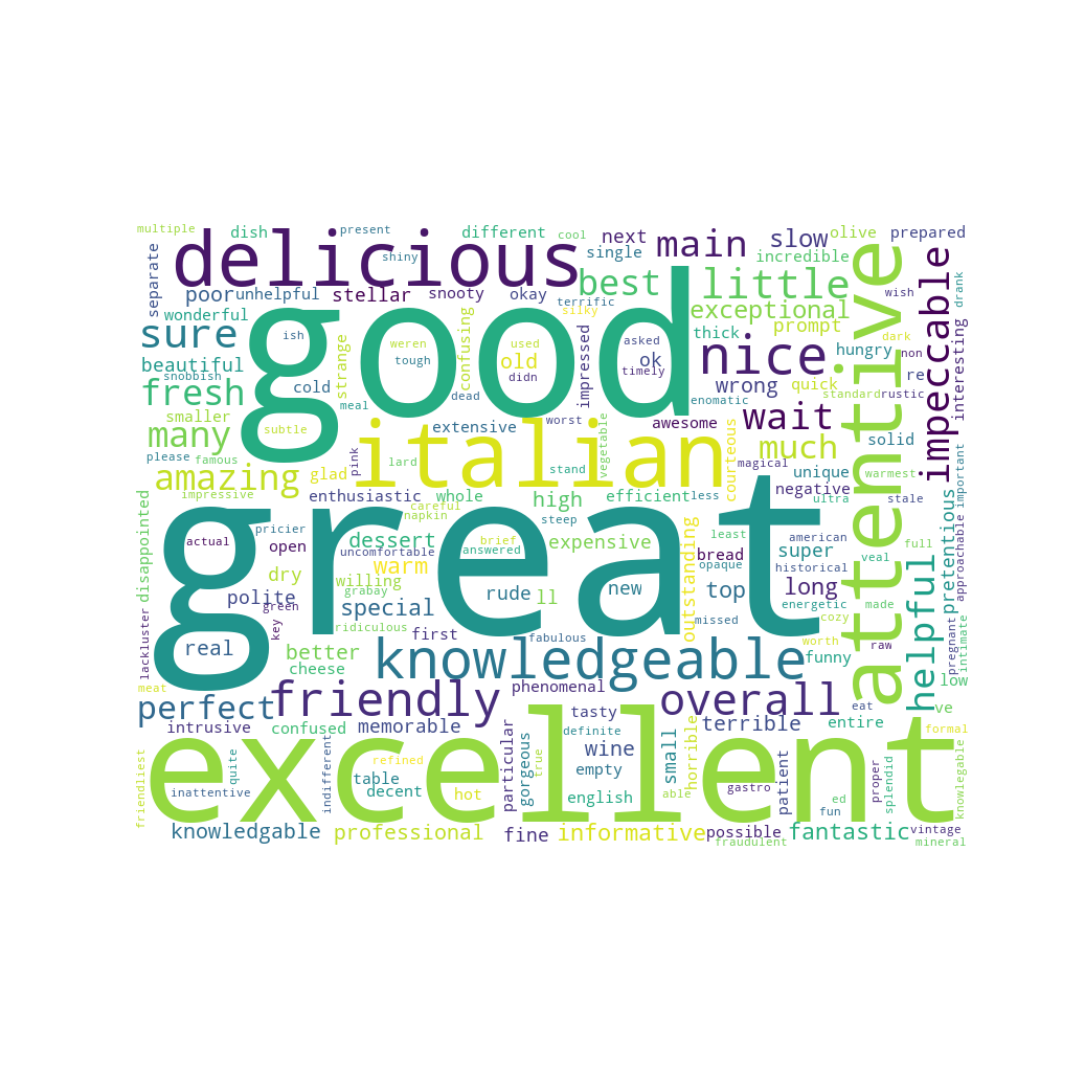 multiple
present
dish
different
cool
next
main
slow
olive
prepared
delicious
shiny
single
incredible
separate
poor
unhelpful
stellar
snooty
okay
terrific
best
little
wish
drank
wonderful
silky
exceptional
sure
good
ish
weren
used
asked
thick
prompt
attentive
impeccable
dark
non
beautiful
strange
confusing
old
impressed
ok
nice
hungry
interesting
snobbish
cold
tough
didn
timely
wrong
quick
re
fresh
meal
dead
enomatic
standard
rustic
smaller
extensive
worst
vegetable
awesome
wait
many
subtle
italian
much
solid
please
famous
pink
lard
stand
courteous
magical
amazing
glad
unique
warmest
approachable
important
impressive
enthusiastic
whole
high
efficient
less
negative
ultra
stale
disappointed
great
careful
napkin
pricier
steep
least
american
full
pretentious
actual
open
dessert
brief
expensive
outstanding
bread
super
veal
uncomfortable
answered
opaque
historical
dry
warm
willing
grabay
rude
ll
new
top
long
helpful
polite
special
energetic
made
lackluster
green
key
ridiculous
first
fabulous
missed
cozy
raw
pregnant
intimate
real
better
worth
funny
cheese
knowledgeable
low
meat
phenomenal
perfect
friendly
overall
ve
intrusive
confused
memorable
particular
tasty
definite
terrible
entire
formal
friendliest
excellent
quite
indifferent
refined
gorgeous
true
wine
small
horrible
patient
proper
splendid
knowlegable
inattentive
table
decent
hot
empty
english
able
gastro
ed
fun
knowledgable
professional
fine
informative
possible
fantastic
vintage
fraudulent
mineral
eat